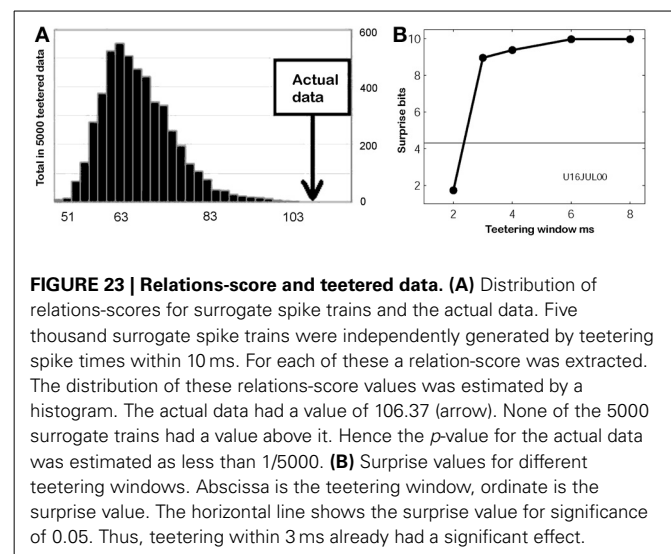 A
Total in 5000 teetered data
600
400
200
0
51 63 83 103
Actual
data
B
Surprise bits
10
8
6
4
2
U16JUL00
2 3 4 6 8
Teetering window ms
FIGURE 23 | Relations-score and teetered data. (A) Distribution of
relations-scores for surrogate spike trains and the actual data. Five
thousand surrogate spike trains were independently generated by teetering
spike times within 10 ms. For each of these a relation-score was extracted.
The distribution of these relations-score values was estimated by a
histogram. The actual data had a value of 106.37 (arrow). None of the 5000
surrogate trains had a value above it. Hence the p-value for the actual data
was estimated as less than 1/5000. (B) Surprise values for different
teetering windows. Abscissa is the teetering window, ordinate is the
surprise value. The horizontal line shows the surprise value for significance
of 0.05. Thus, teetering within 3 ms already had a significant effect.